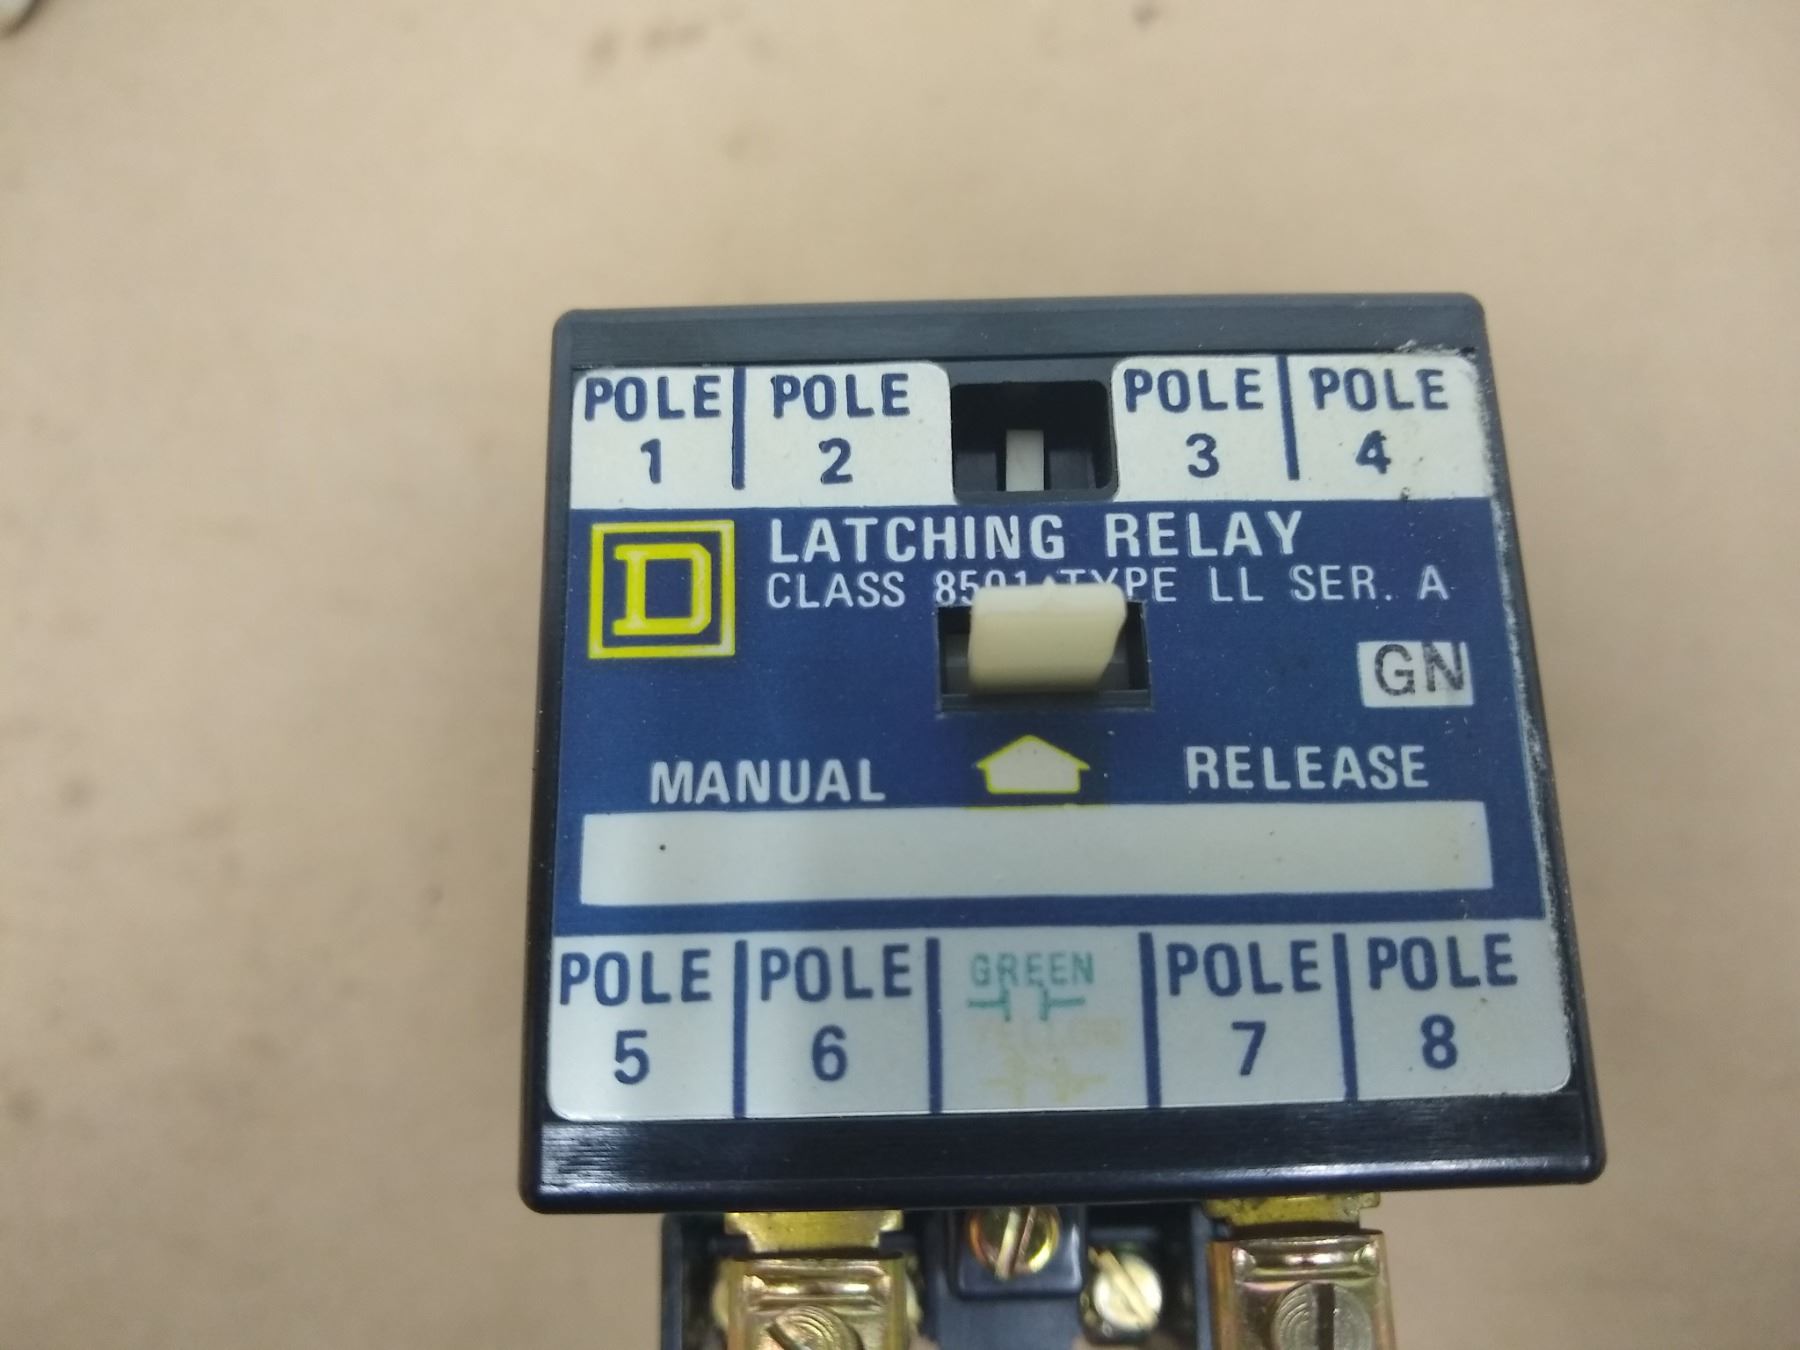 POLE POLE POLE POLE
1 2 3 4
D
LATCHING RELAY
CLASS 8501 TYPE LL SER. A
GN
MANUAL RELEASE
POLE POLE GREEN POLE POLE
5 6 YELLOW 7 8